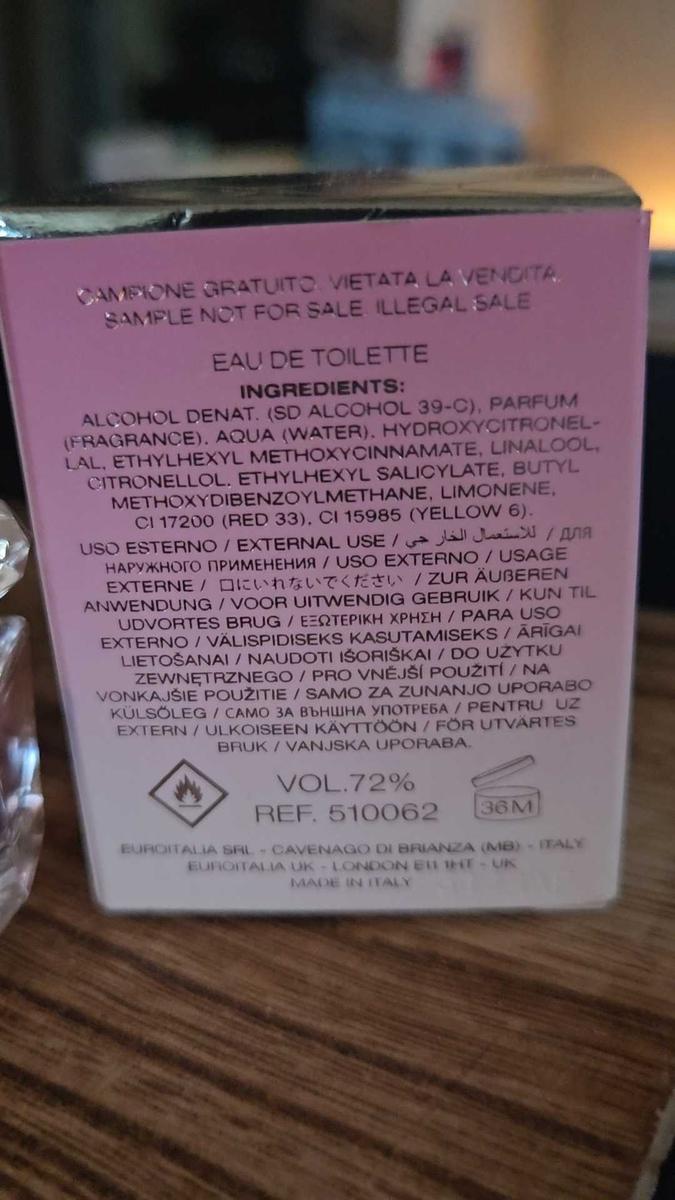 CAMPIONE GRATUITO. VIETATA LA VENDITA.
SAMPLE NOT FOR SALE. ILLEGAL SALE
EAU DE TOILETTE
INGREDIENTS:
ALCOHOL DENAT. (SD ALCOHOL 39-C), PARFUM
(FRAGRANCE), AQUA (WATER), HYDROXYCITRONEL-
LAL, ETHYLHEXYL METHOXYCINNAMATE, LINALOOL,
CITRONELLOL, ETHYLHEXYL SALICYLATE, BUTYL
METHOXYDIBENZOYLMETHANE, LIMONENE,
CI 17200 (RED 33), CI 15985 (YELLOW 6).
USO ESTERNO / EXTERNAL USE / للاستعمال الخار جي / ДЛЯ
НАРУЖНОГО ПРИМЕНЕНИЯ / USO EXTERNO / USAGE
EXTERNE / 口にいれないでください / ZUR ÄUßEREN
ANWENDUNG / VOOR UITWENDIG GEBRUIK / KUN TIL
UDVORTES BRUG / ΕΞΩΤΕΡΙΚΗ ΧΡΗΣΗ / PARA USO
EXTERNO / VÄLISPIDISEKS KASUTAMISEKS / ĀRĪGAI
LIETOŠANAI / NAUDOTI IŠORIŠKAI / DO UŻYTKU
ZEWNĘTRZNEGO / PRO VNĚJŠÍ POUŽITÍ / NA
VONKAJŠIE POUŽITIE / SAMO ZA ZUNANJO UPORABO
KÜLSÖLEG / САМО ЗА ВЪНШНА УПОТРЕБА / PENTRU UZ
EXTERN / ULKOISEEN KÄYTTÖÖN / FÖR UTVÄRTES
BRUK / VANJSKA UPORABA.
VOL.72%
REF. 510062
36M
EUROITALIA SRL - CAVENAGO DI BRIANZA (MB) - ITALY
EUROITALIA UK - LONDON E11 1HT - UK
MADE IN ITALY